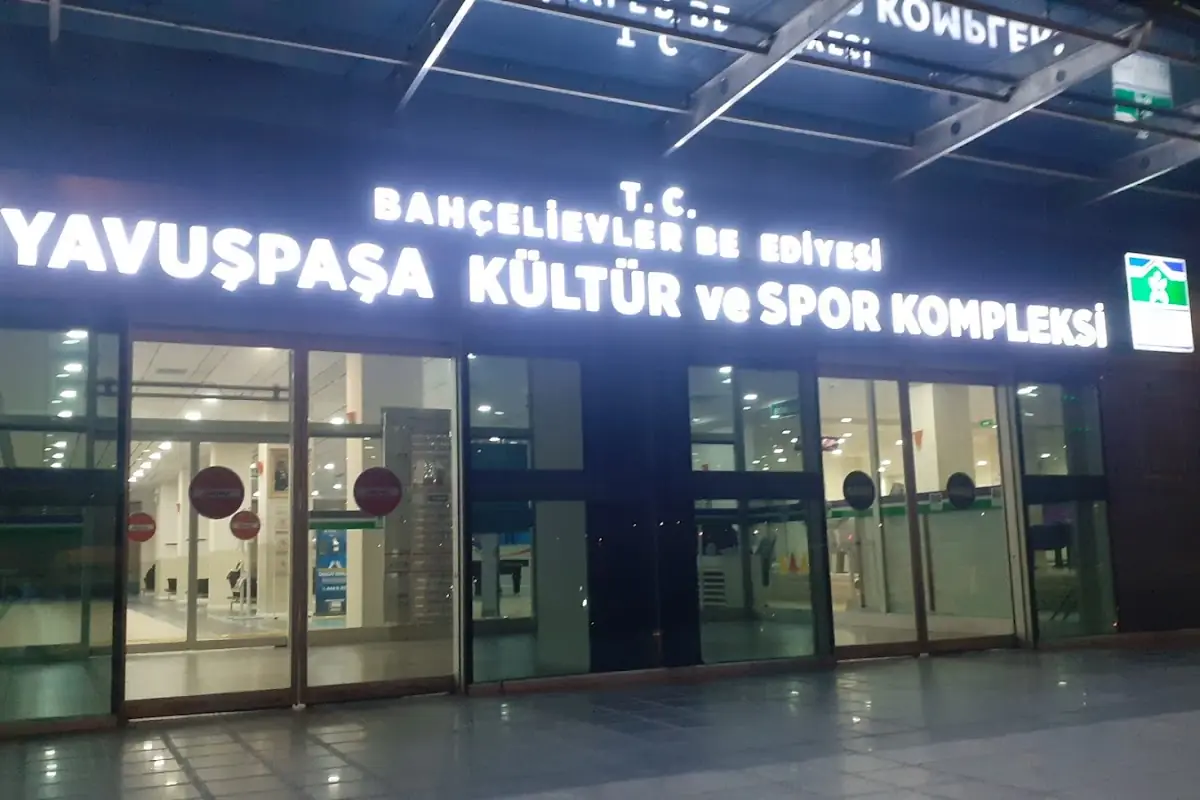 T.C.
BAHÇELİEVLER BE EDİYESİ
YAVUŞPAŞA KÜLTÜR ve SPOR KOMPLEKSİ